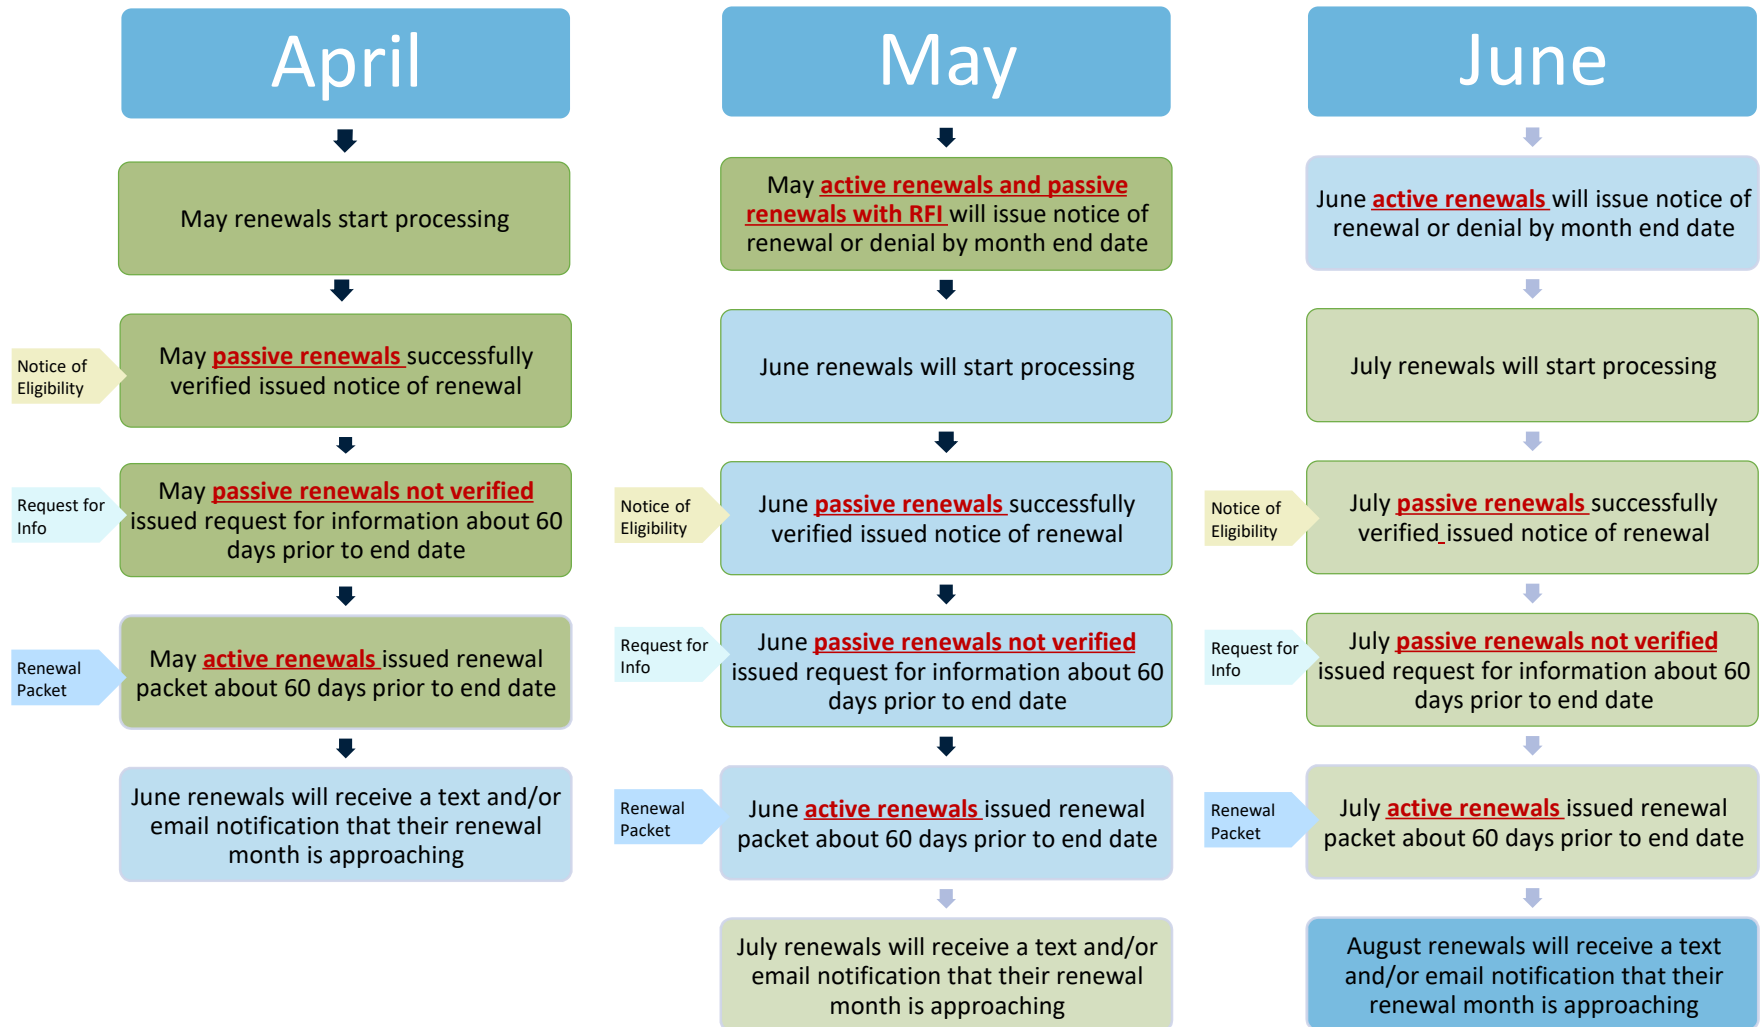 April
May renewals start processing
Notice of
Eligibility
May passive renewals successfully
verified issued notice of renewal
Request for
Info
May passive renewals not verified
issued request for information about 60
days prior to end date
Renewal
Packet
May active renewals issued renewal
packet about 60 days prior to end date
June renewals will receive a text and/or
email notification that their renewal
month is approaching
May
May active renewals and passive
renewals with RFI will issue notice of
renewal or denial by month end date
June renewals will start processing
Notice of
Eligibility
June passive renewals successfully
verified issued notice of renewal
Request for
Info
June passive renewals not verified
issued request for information about 60
days prior to end date
Renewal
Packet
June active renewals issued renewal
packet about 60 days prior to end date
July renewals will receive a text and/or
email notification that their renewal
month is approaching
June
June active renewals will issue notice of
renewal or denial by month end date
July renewals will start processing
Notice of
Eligibility
July passive renewals successfully
verified issued notice of renewal
Request for
Info
July passive renewals not verified
issued request for information about 60
days prior to end date
Renewal
Packet
July active renewals issued renewal
packet about 60 days prior to end date
August renewals will receive a text
and/or email notification that their
renewal month is approaching